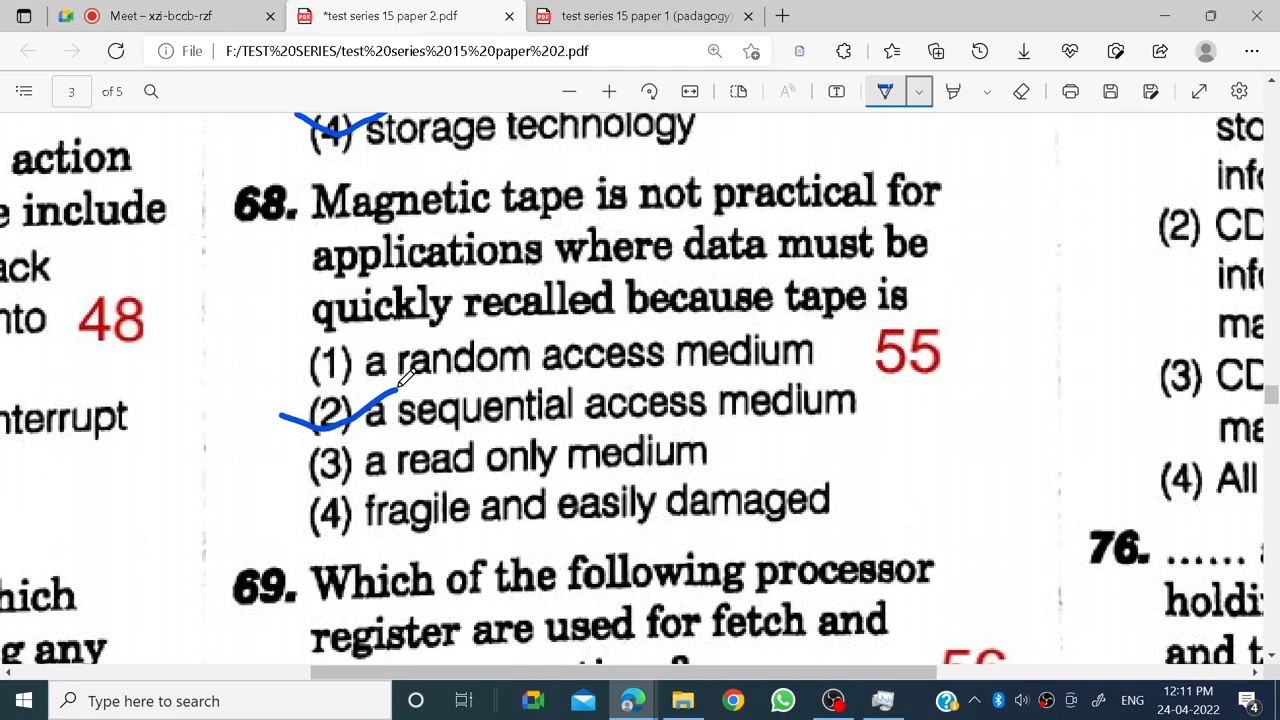 Meet – xzi-bccb-rzf
*test series 15 paper 2.pdf
test series 15 paper 1 (padagogy)
File
F:/TEST%20SERIES/test%20series%2015%20paper%202.pdf
3 of 5
action
e include
ack
nto 48
nterrupt
hich
g any
(4) storage technology
68. Magnetic tape is not practical for
applications where data must be
quickly recalled because tape is
(1) a random access medium 55
(2) a sequential access medium
(3) a read only medium
(4) fragile and easily damaged
69. Which of the following processor
register are used for fetch and
56
sto
info
(2) CD
inf
ma
(3) CD
me
(4) All
76. ......
holdi
and t
Type here to search
ENG
12:11 PM
24-04-2022
4